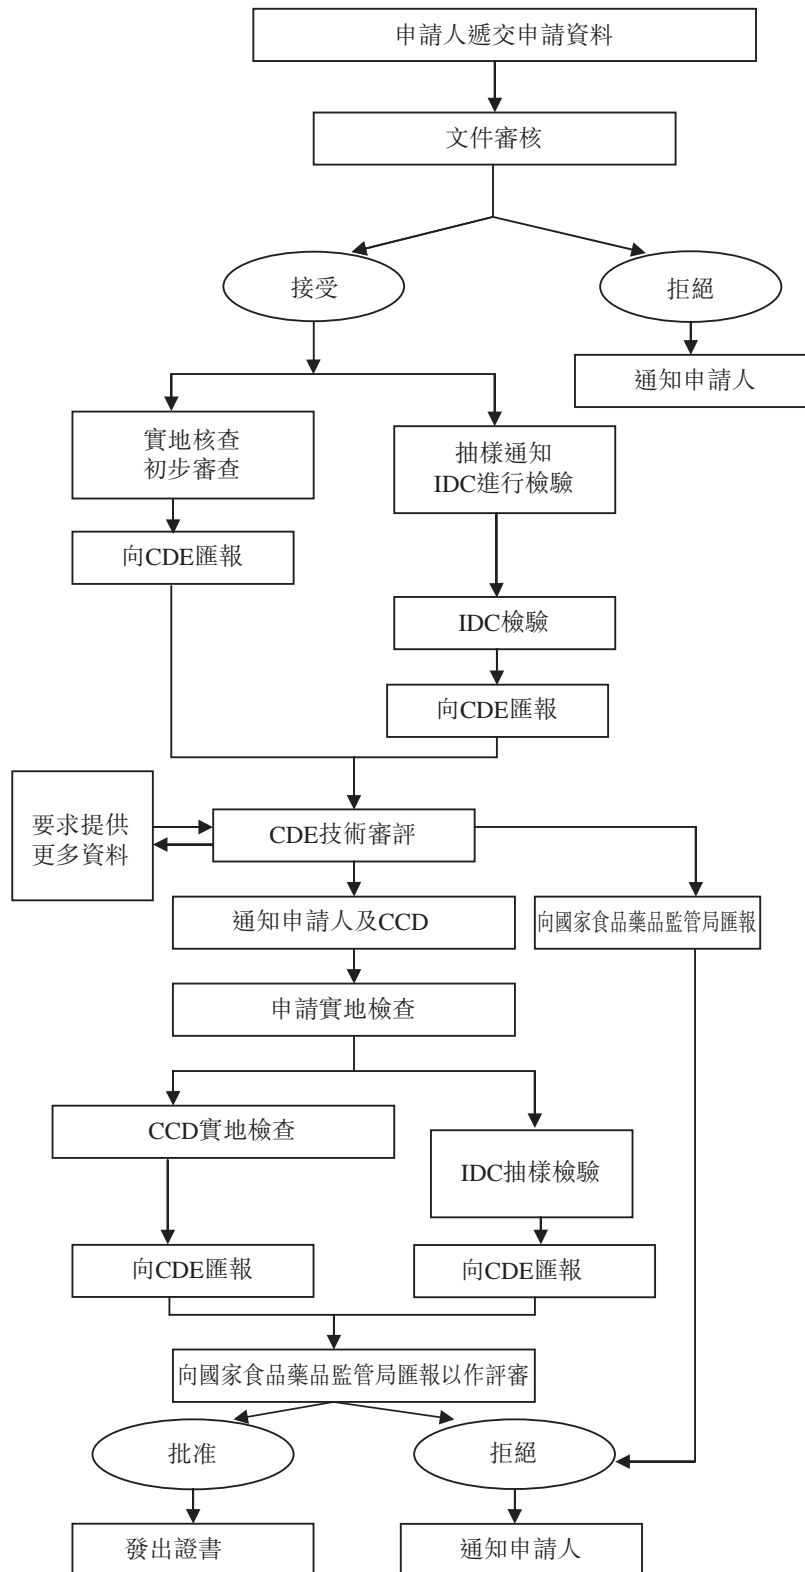 申請人遞交申請資料
文件審核
接受
拒絕
通知申請人
實地核查
初步審查
抽樣通知
IDC進行檢驗
向CDE匯報
IDC檢驗
向CDE匯報
要求提供
更多資料
CDE技術審評
通知申請人及CCD
向國家食品藥品監管局匯報
申請實地檢查
CCD實地檢查
IDC抽樣檢驗
向CDE匯報
向CDE匯報
向國家食品藥品監管局匯報以作評審
批准
拒絕
發出證書
通知申請人